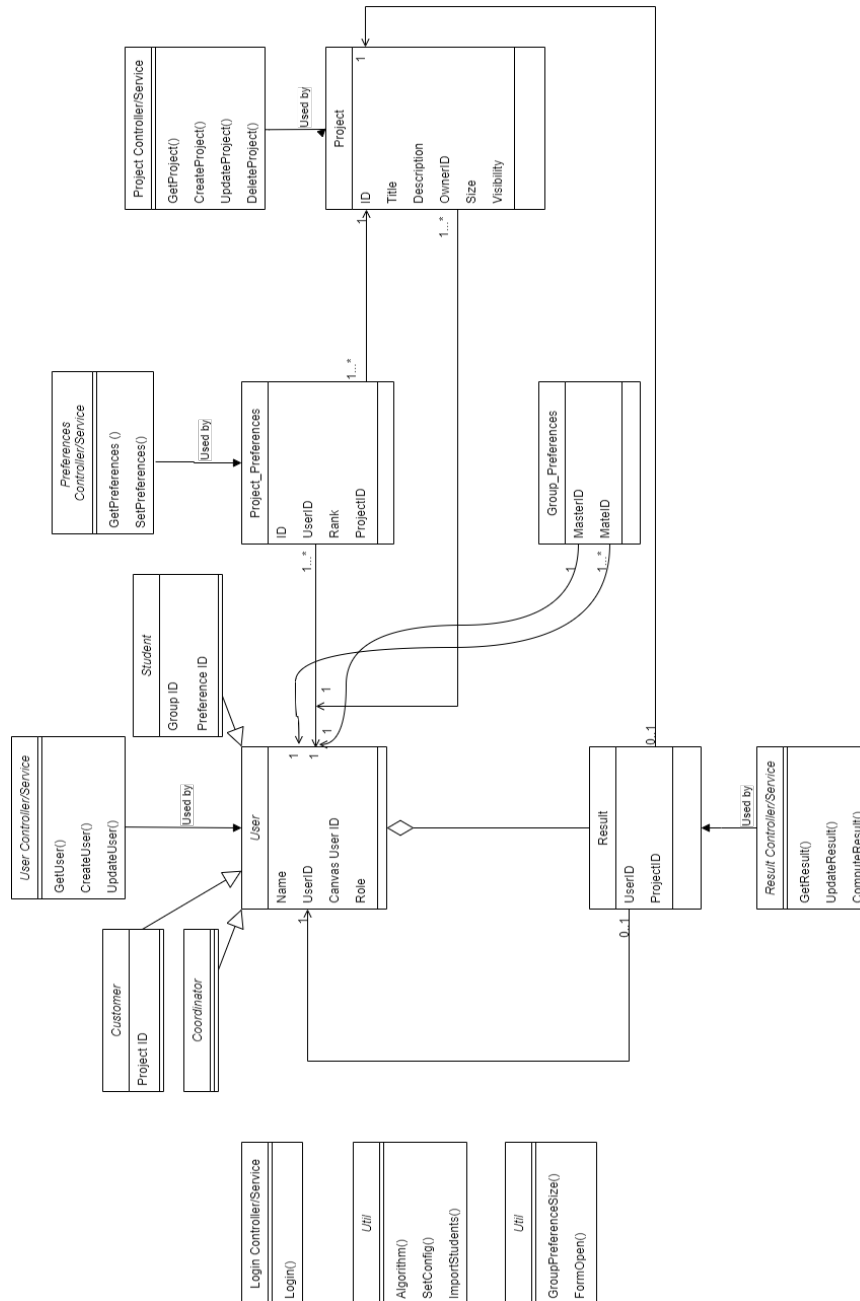 Login Controller/Service
Login()
Util
Algorithm()
SetConfig()
ImportStudents()
Util
GroupPreferenceSize()
FormOpen()
Customer
Project ID
Coordinator
User Controller/Service
GetUser()
CreateUser()
UpdateUser()
Used by
Student
Group ID
Preference ID
User
Name
UserID
Canvas User ID
Role
1
1
1
1
1
Result
UserID
ProjectID
0..1
0..1
Used by
Result Controller/Service
GetResult()
UpdateResult()
ComputeResult()
Preferences
Controller/Service
GetPreferences ()
SetPreferences()
Used by
Project_Preferences
ID
UserID
Rank
ProjectID
1...*
1...*
Group_Preferences
MasterID
MateID
1
1...*
Project Controller/Service
GetProject()
CreateProject()
UpdateProject()
DeleteProject()
Used by
Project
ID
Title
Description
OwnerID
Size
Visibility
1
1...*
1